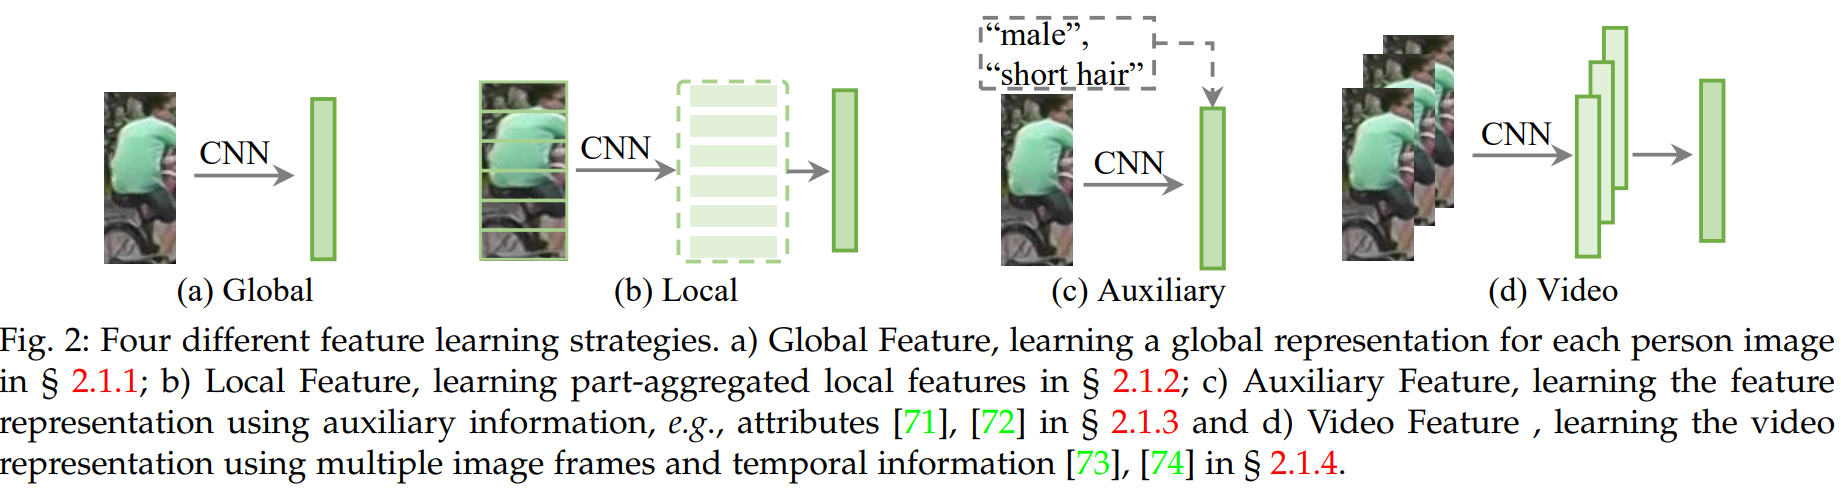 “male”,
“short hair”
CNN
CNN
CNN
CNN
(a) Global
(b) Local
(c) Auxiliary
(d) Video
Fig. 2: Four different feature learning strategies. a) Global Feature, learning a global representation for each person image
in § 2.1.1; b) Local Feature, learning part-aggregated local features in § 2.1.2; c) Auxiliary Feature, learning the feature
representation using auxiliary information, e.g., attributes [71], [72] in § 2.1.3 and d) Video Feature , learning the video
representation using multiple image frames and temporal information [73], [74] in § 2.1.4.